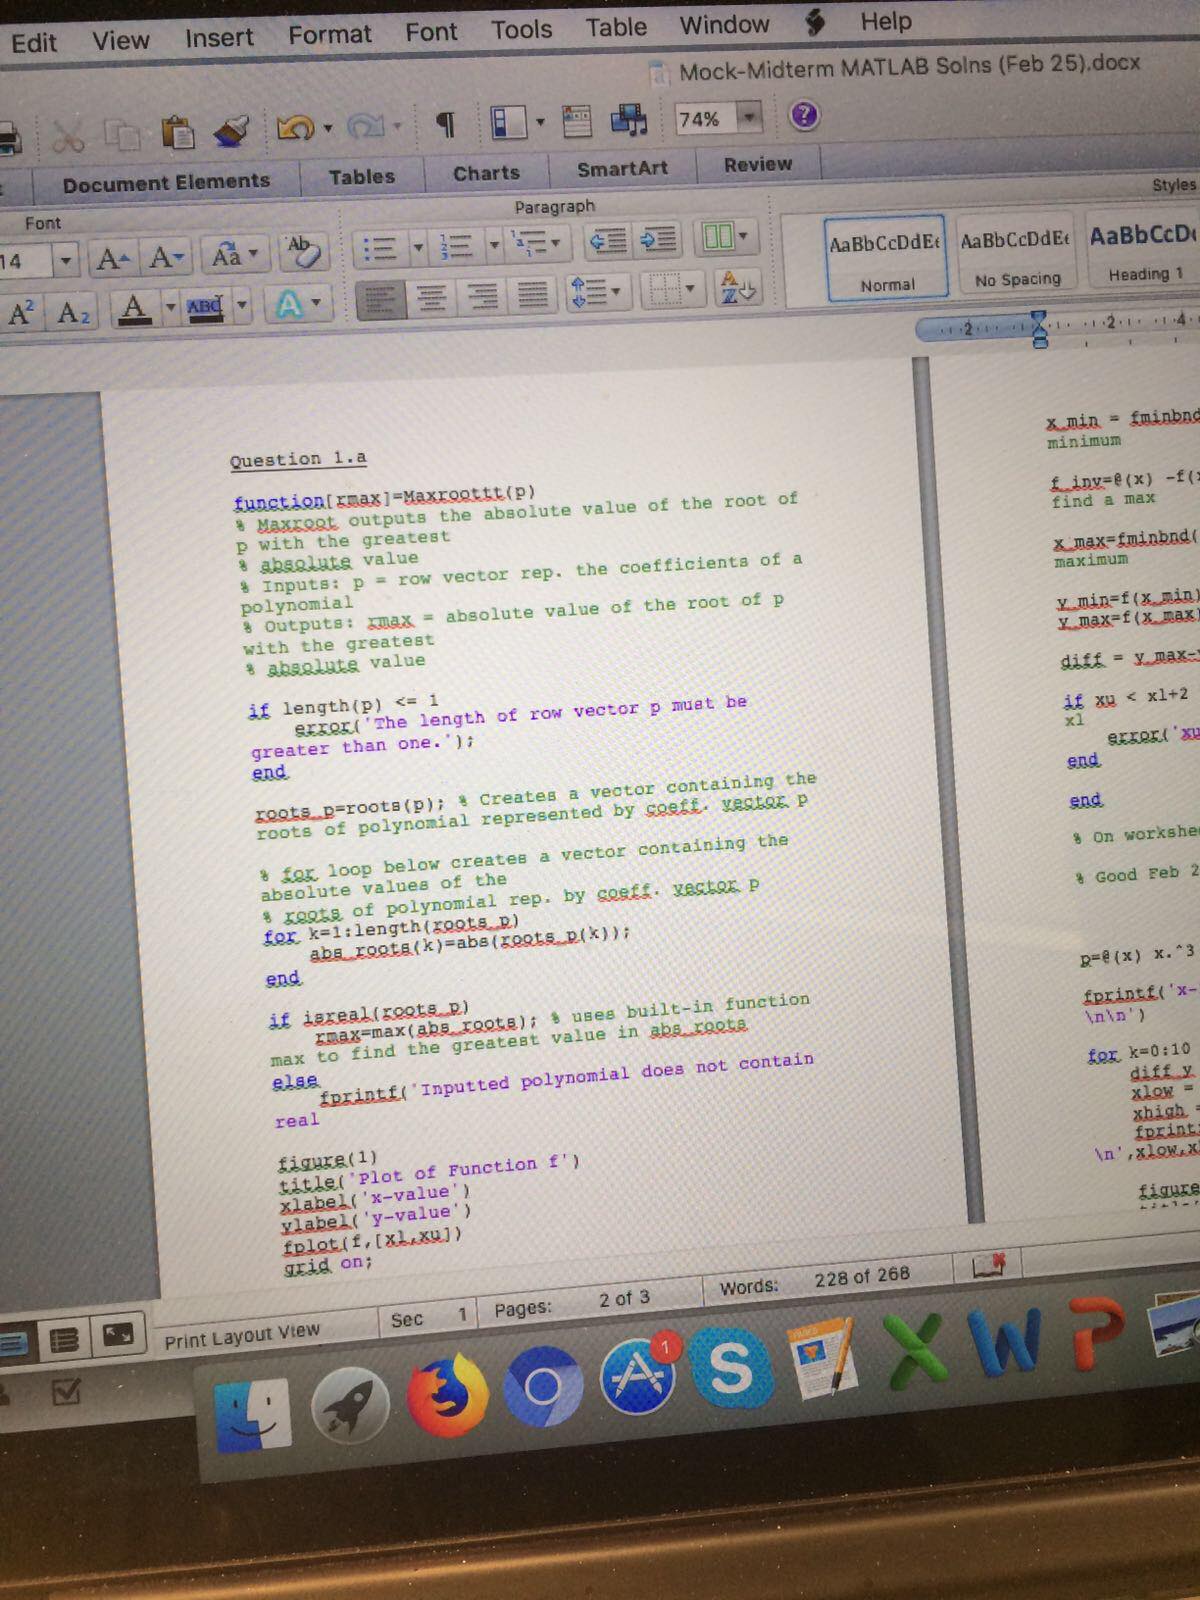 Edit View Insert Format Font Tools Table Window Help
Mock-Midterm MATLAB Solns (Feb 25).docx
74%
Document Elements Tables Charts SmartArt Review
Font Paragraph Styles
14 A A Aa Ab AaBbCcDdEe AaBbCcDdEe AaBbCcD
A2 A2 A ABC A A Z Normal No Spacing Heading 1
2 2 4
Question 1.a
function[rmax]=Maxroottt(p)
% Maxroot outputs the absolute value of the root of
p with the greatest
% absolute value
% Inputs: p = row vector rep. the coefficients of a
polynomial
% Outputs: rmax = absolute value of the root of p
with the greatest
% absolute value
if length(p) <= 1
error('The length of row vector p must be
greater than one.');
end
roots_p=roots(p); % Creates a vector containing the
roots of polynomial represented by coeff. vector p
% for loop below creates a vector containing the
absolute values of the
% roots of polynomial rep. by coeff. vector p
for k=1:length(roots_p)
abs_roots(k)=abs(roots_p(k));
end
if isreal(roots_p)
rmax=max(abs_roots); % uses built-in function
max to find the greatest value in abs_roots
else
fprintf('Inputted polynomial does not contain
real
figure(1)
title('Plot of Function f')
xlabel('x-value')
ylabel('y-value')
fplot(f,[xl,xu])
grid on;
x_min = fminbnd
minimum
f_inv=@(x) -f(
find a max
x_max=fminbnd(
maximum
y_min=f(x_min)
y_max=f(x_max)
diff = y_max-
if xu < xl+2
xl
error('xu
end
end
% On workshe
% Good Feb 2
p=@(x) x.^3
fprintf('x-
\n\n')
for k=0:10
diff_y
xlow =
xhigh =
fprint
\n',xlow,x
figure
Print Layout View Sec 1 Pages: 2 of 3 Words: 228 of 268
1
S
PAGES
X
W
P